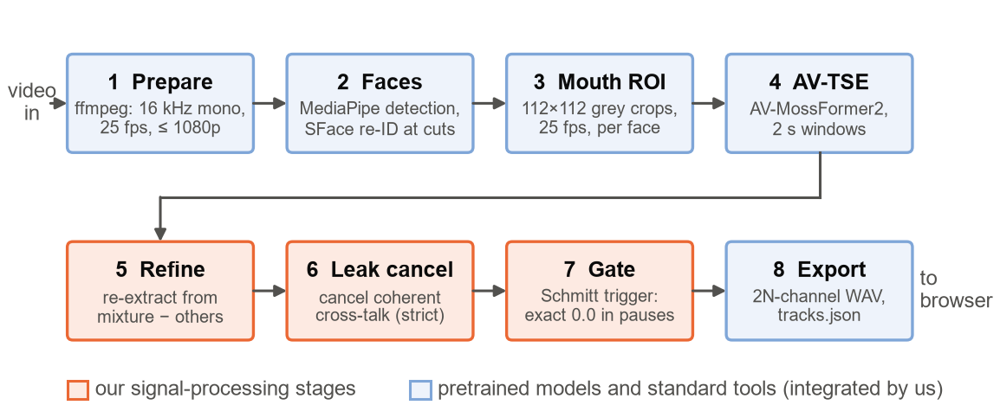 video
in
1 Prepare
ffmpeg: 16 kHz mono,
25 fps, ≤ 1080p
2 Faces
MediaPipe detection,
SFace re-ID at cuts
3 Mouth ROI
112×112 grey crops,
25 fps, per face
4 AV-TSE
AV-MossFormer2,
2 s windows
5 Refine
re-extract from
mixture − others
6 Leak cancel
cancel coherent
cross-talk (strict)
7 Gate
Schmitt trigger:
exact 0.0 in pauses
8 Export
2N-channel WAV,
tracks.json
to
browser
our signal-processing stages
pretrained models and standard tools (integrated by us)